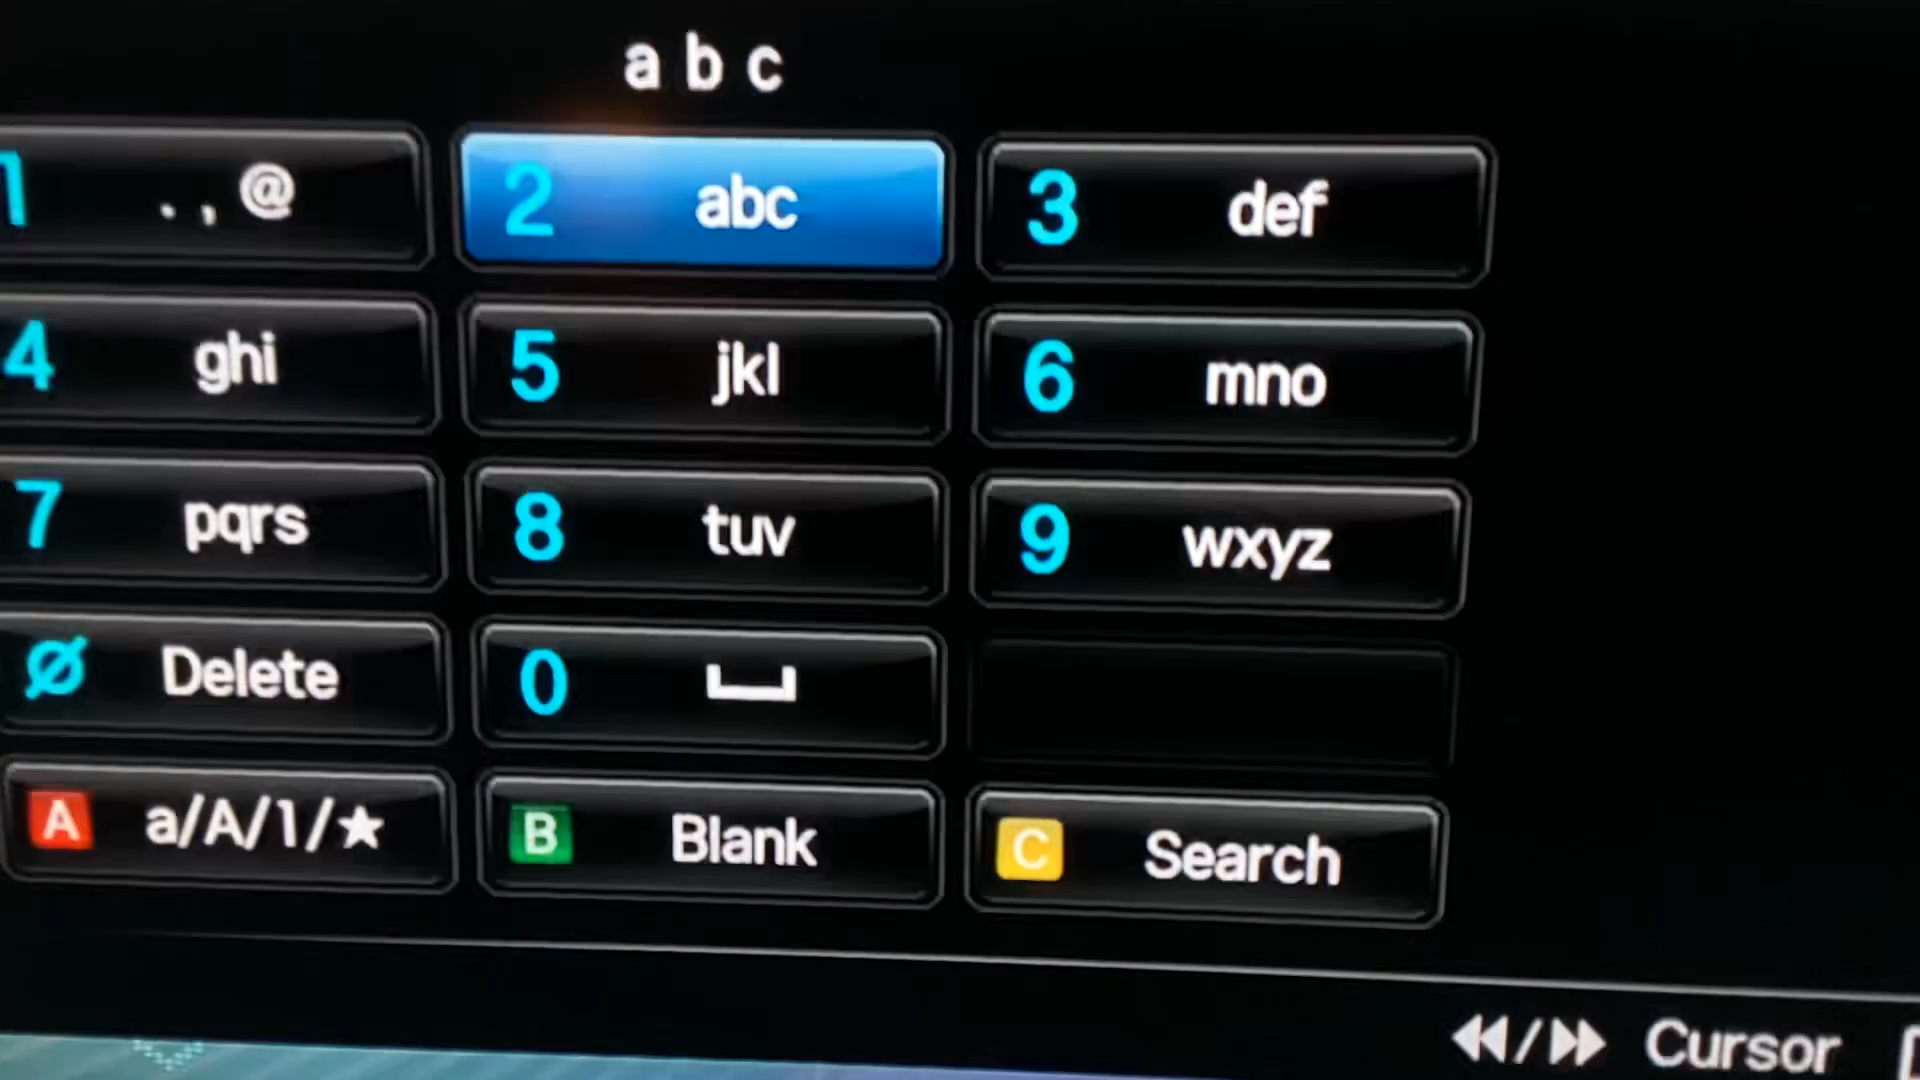 a b c
1 . , @ 2 abc 3 def
4 ghi 5 jkl 6 mno
7 pqrs 8 tuv 9 wxyz
Ø Delete 0 ⌴
A a/A/1/★ B Blank C Search
◀◀/▶▶ Cursor